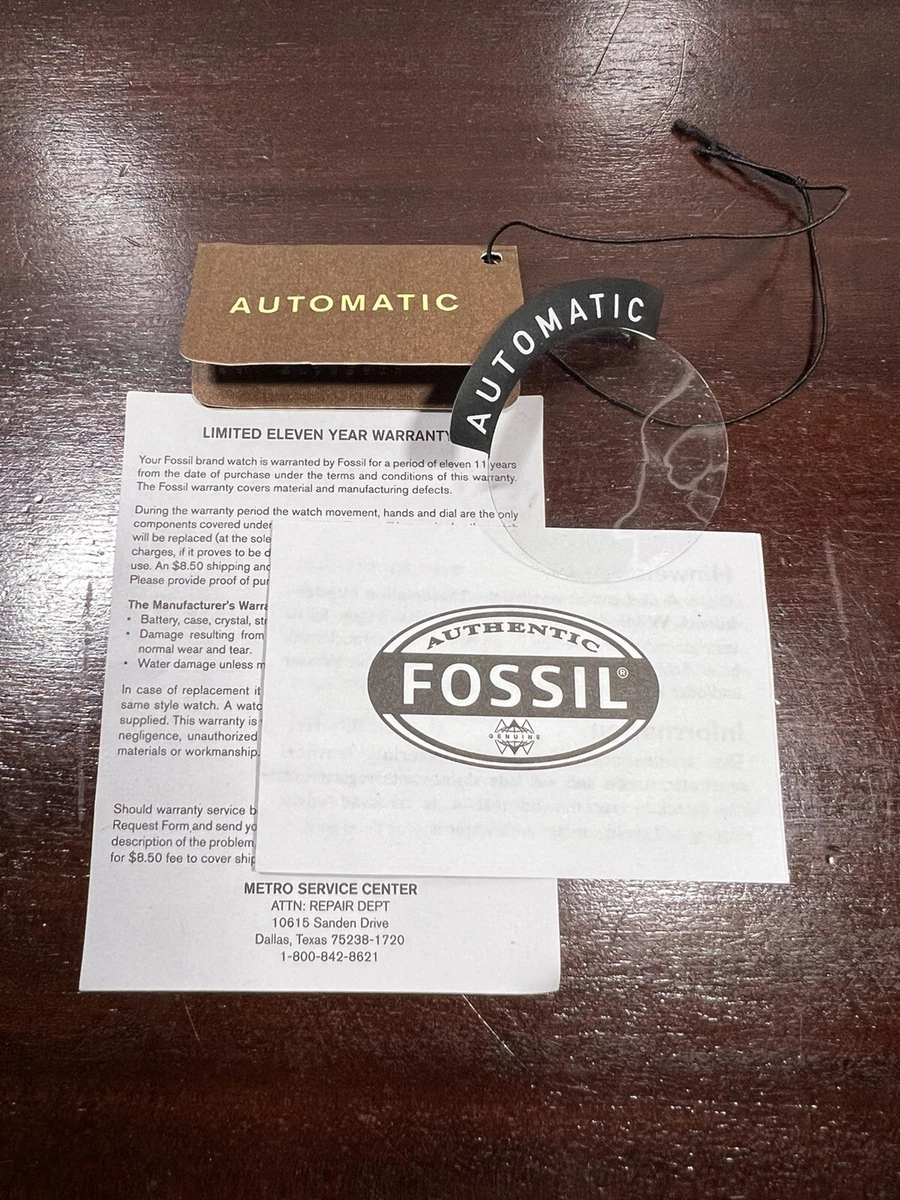 AUTOMATIC
AUTOMATIC
LIMITED ELEVEN YEAR WARRANTY
Your Fossil brand watch is warranted by Fossil for a period of eleven 11 years
from the date of purchase under the terms and conditions of this warranty.
The Fossil warranty covers material and manufacturing defects.
During the warranty period the watch movement, hands and dial are the only
components covered under
will be replaced (at the sole
charges, if it proves to be d
use. An $8.50 shipping and
Please provide proof of pur
The Manufacturer's Warra
• Battery, case, crystal, str
• Damage resulting from
normal wear and tear.
• Water damage unless m
In case of replacement it
same style watch. A watc
supplied. This warranty is
negligence, unauthorized
materials or workmanship.
Should warranty service b
Request Form and send yo
description of the problem
for $8.50 fee to cover ship
METRO SERVICE CENTER
ATTN: REPAIR DEPT
10615 Sanden Drive
Dallas, Texas 75238-1720
1-800-842-8621
AUTHENTIC
FOSSIL®
GENUINE